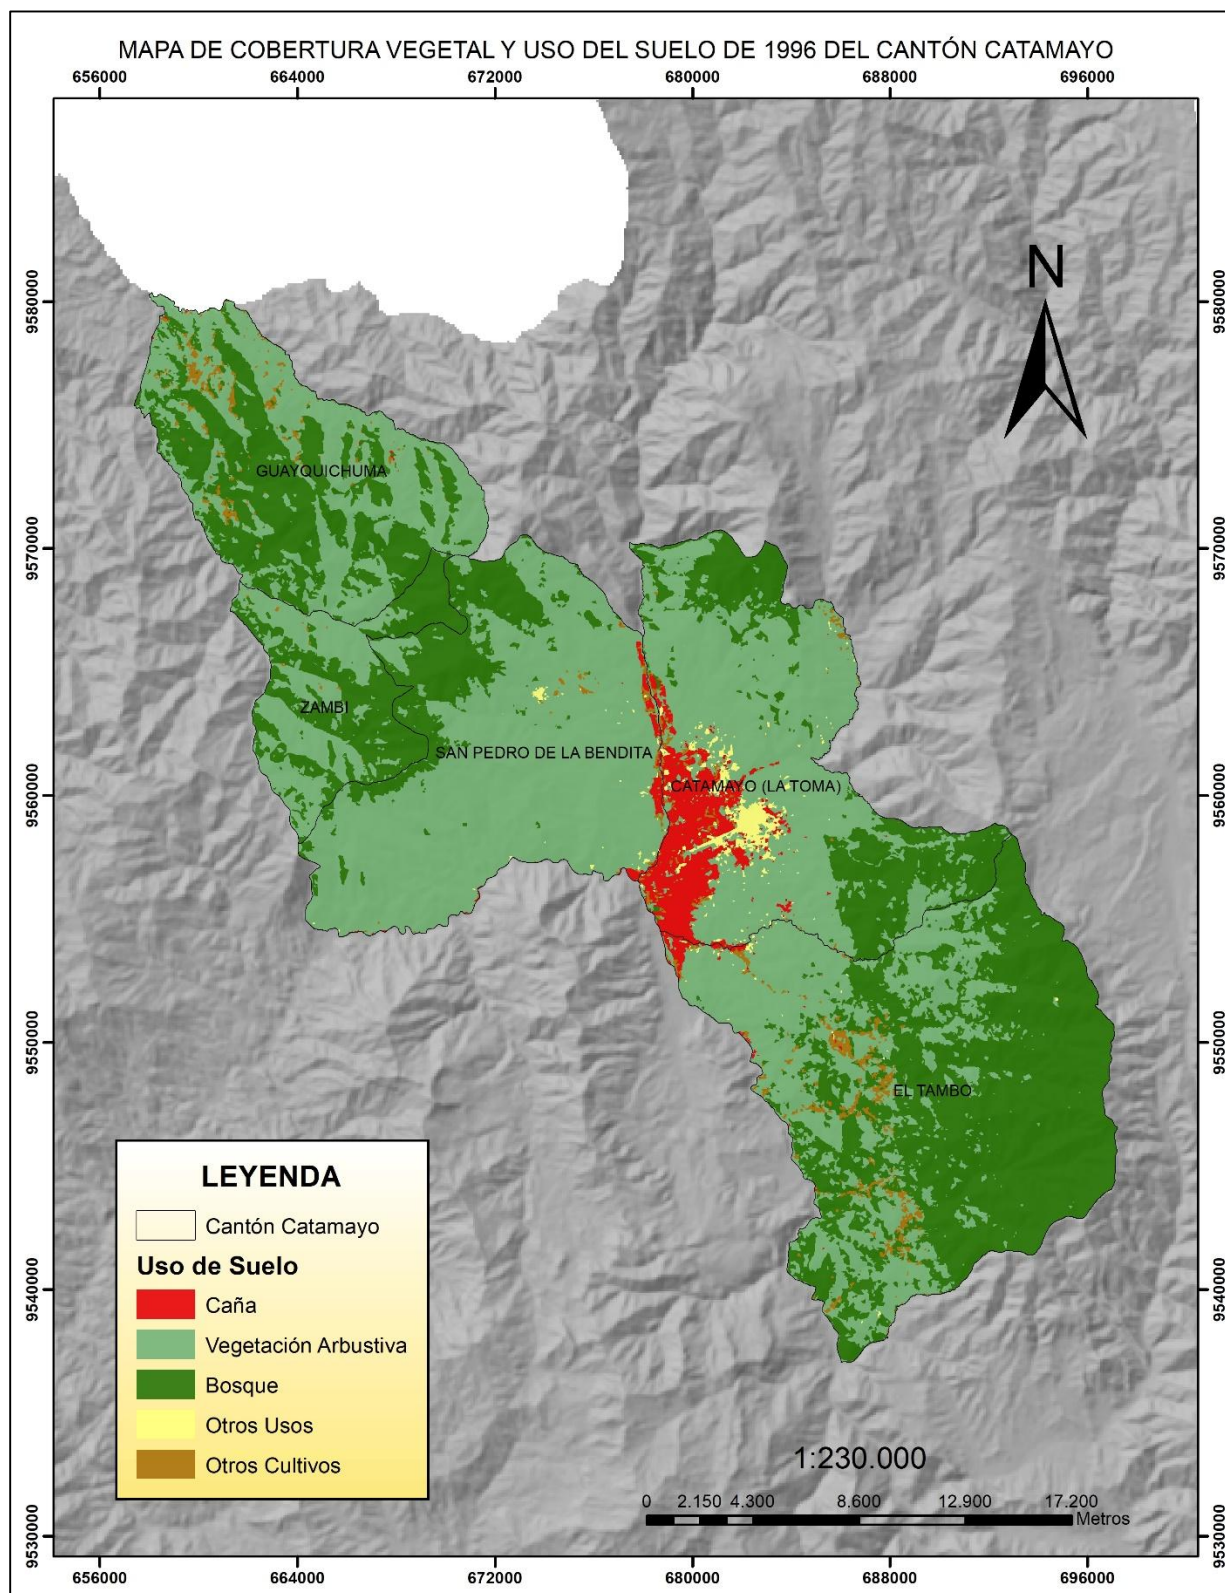 MAPA DE COBERTURA VEGETAL Y USO DEL SUELO DE 1996 DEL CANTÓN CATAMAYO
656000 664000 672000 680000 688000 696000
N
9580000 9580000
GUAYQUICHUMA
9570000 9570000
ZAMBI
SAN PEDRO DE LA BENDITA
CATAMAYO (LA TOMA)
9560000 9560000
9550000 9550000
EL TAMBO
LEYENDA
Cantón Catamayo
Uso de Suelo
Caña
Vegetación Arbustiva
Bosque
Otros Usos
Otros Cultivos
9540000 9540000
1:230.000
0 2.150 4.300 8.600 12.900 17.200
Metros
9530000 9530000
656000 664000 672000 680000 688000 696000